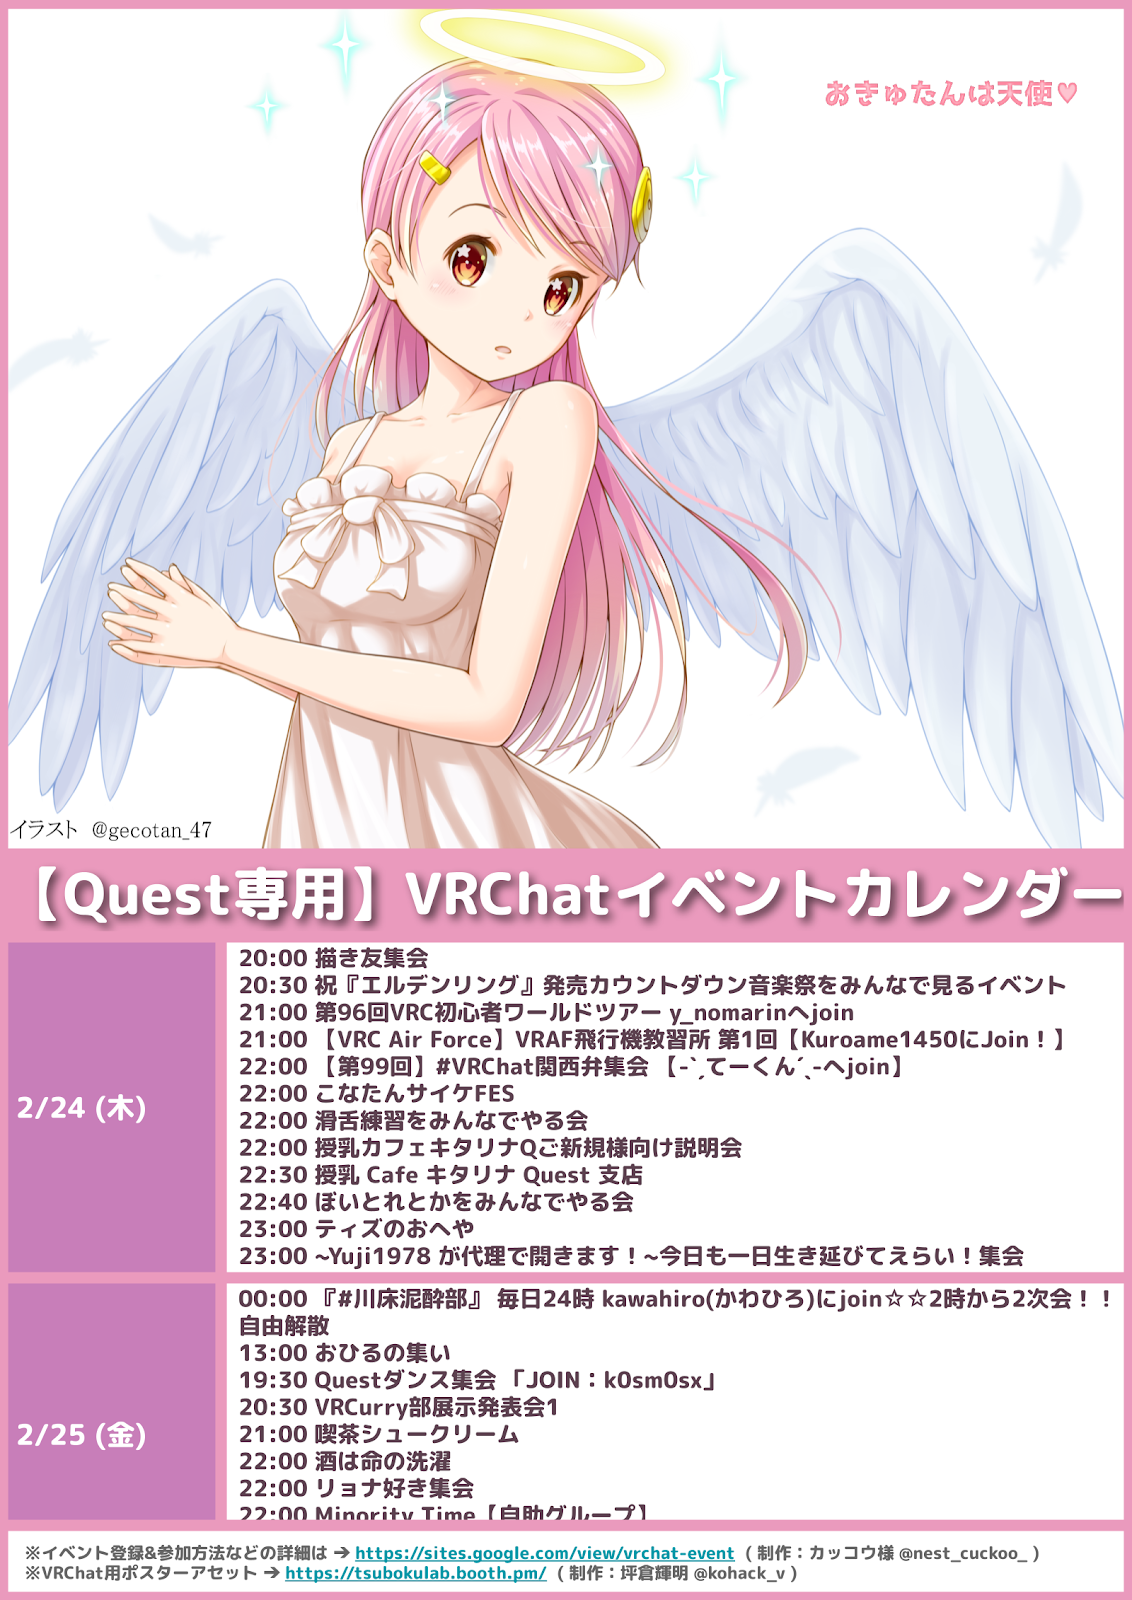 おきゅたんは天使♥
イラスト @gecotan_47
【Quest専用】VRChatイベントカレンダー
2/24 (木)
20:00 描き友集会
20:30 祝『エルデンリング』発売カウントダウン音楽祭をみんなで見るイベント
21:00 第96回VRC初心者ワールドツアー y_nomarinへjoin
21:00 【VRC Air Force】VRAF飛行機教習所 第1回【Kuroame1450にJoin！】
22:00 【第99回】#VRChat関西弁集会 【-`ˏてーくんˊˎ-へjoin】
22:00 こなたんサイケFES
22:00 滑舌練習をみんなでやる会
22:00 授乳カフェキタリナQご新規様向け説明会
22:30 授乳 Cafe キタリナ Quest 支店
22:40 ぼいとれとかをみんなでやる会
23:00 ティズのおへや
23:00 ~Yuji1978 が代理で開きます！~今日も一日生き延びてえらい！集会
2/25 (金)
00:00 『#川床泥酔部』 毎日24時 kawahiro(かわひろ)にjoin☆☆2時から2次会！！
自由解散
13:00 おひるの集い
19:30 Questダンス集会 「JOIN：k0sm0sx」
20:30 VRCurry部展示発表会1
21:00 喫茶シュークリーム
22:00 酒は命の洗濯
22:00 リョナ好き集会
22:00 Minority Time【自助グループ】
※イベント登録&参加方法などの詳細は ➔ https://sites.google.com/view/vrchat-event （ 制作：カッコウ様 @nest_cuckoo_ ）
※VRChat用ポスターアセット ➔ https://tsubokulab.booth.pm/ （ 制作：坪倉輝明 @kohack_v ）